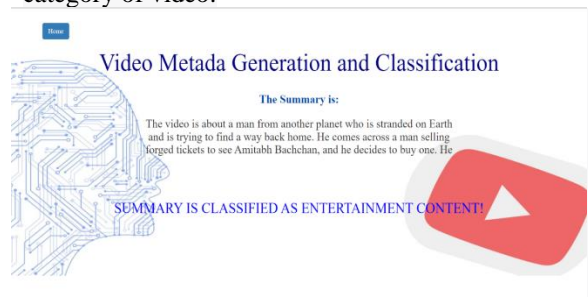 category of video.
Home
Video Metada Generation and Classification
The Summary is:
The video is about a man from another planet who is stranded on Earth
and is trying to find a way back home. He comes across a man selling
forged tickets to see Amitabh Bachchan, and he decides to buy one. He
SUMMARY IS CLASSIFIED AS ENTERTAINMENT CONTENT!